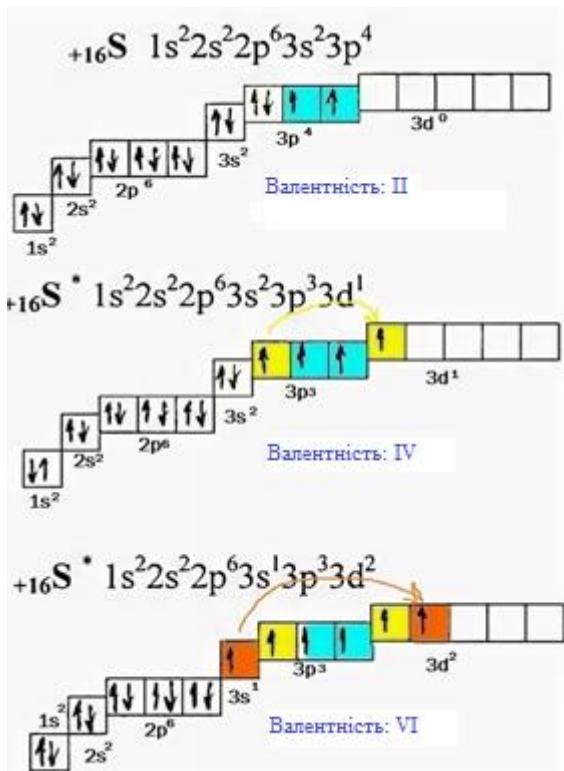 +16S 1s²2s²2p⁶3s²3p⁴
3d⁰
3p⁴
3s²
2p⁶
2s²
1s²
Валентність: II
+16S * 1s²2s²2p⁶3s²3p³3d¹
3d¹
3p³
3s²
2p⁶
2s²
1s²
Валентність: IV
+16S * 1s²2s²2p⁶3s¹3p³3d²
3d²
3p³
3s¹
2p⁶
1s²
2s²
Валентність: VI